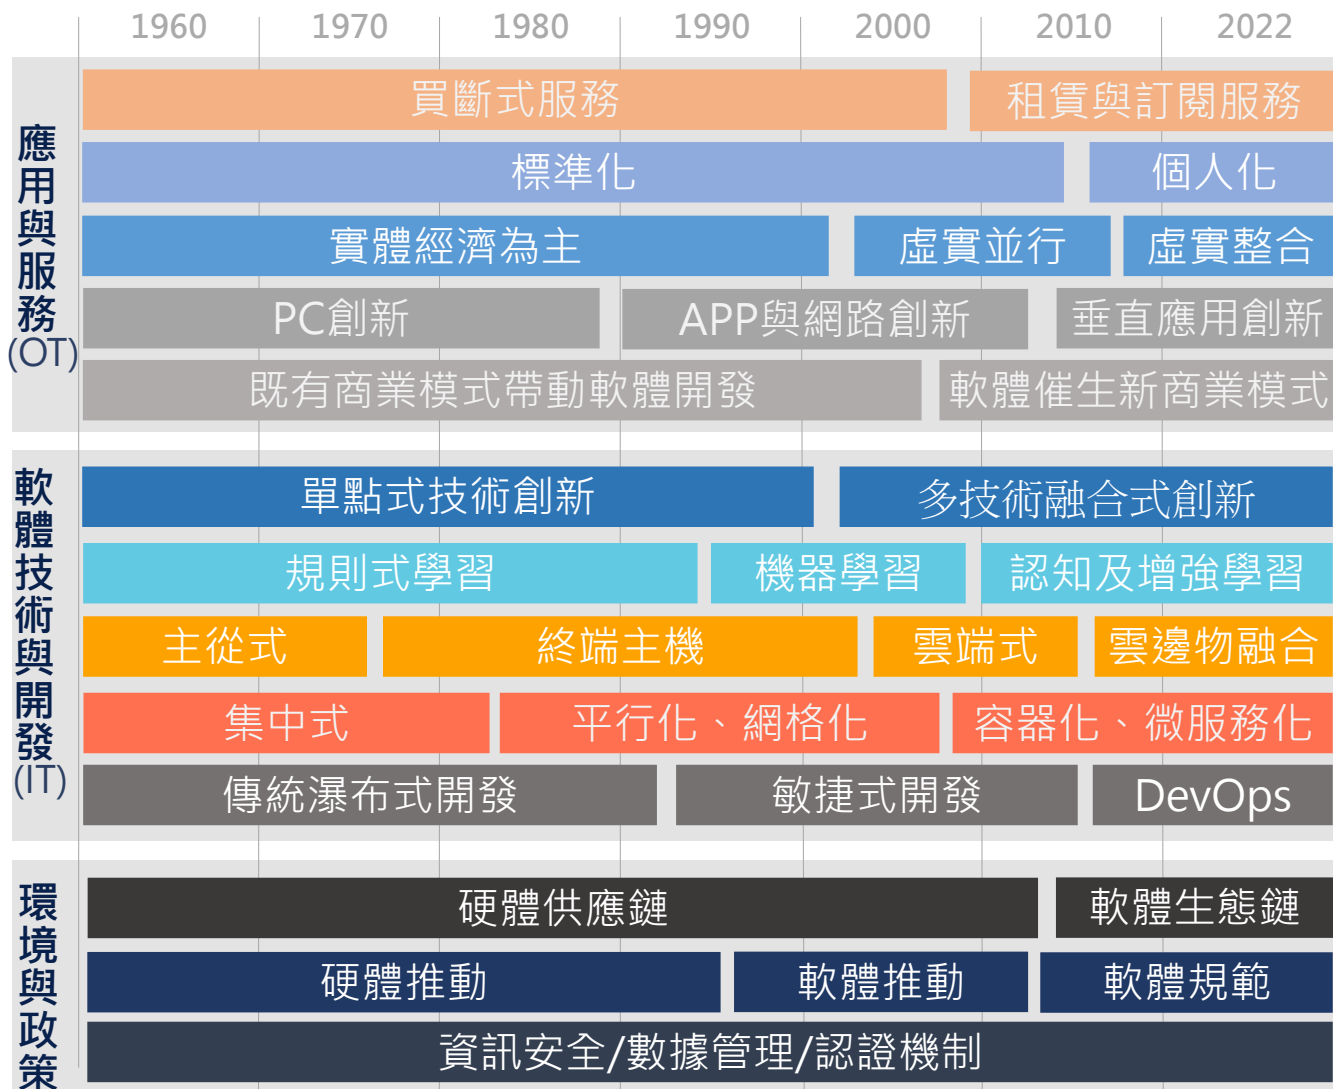 1960 1970 1980 1990 2000 2010 2022
應用與服務
(OT)
買斷式服務 租賃與訂閱服務
標準化 個人化
實體經濟為主 虛實並行 虛實整合
PC創新 APP與網路創新 垂直應用創新
既有商業模式帶動軟體開發 軟體催生新商業模式
軟體技術與開發
(IT)
單點式技術創新 多技術融合式創新
規則式學習 機器學習 認知及增強學習
主從式 終端主機 雲端式 雲邊物融合
集中式 平行化、網格化 容器化、微服務化
傳統瀑布式開發 敏捷式開發 DevOps
環境與政策
硬體供應鏈 軟體生態鏈
硬體推動 軟體推動 軟體規範
資訊安全/數據管理/認證機制